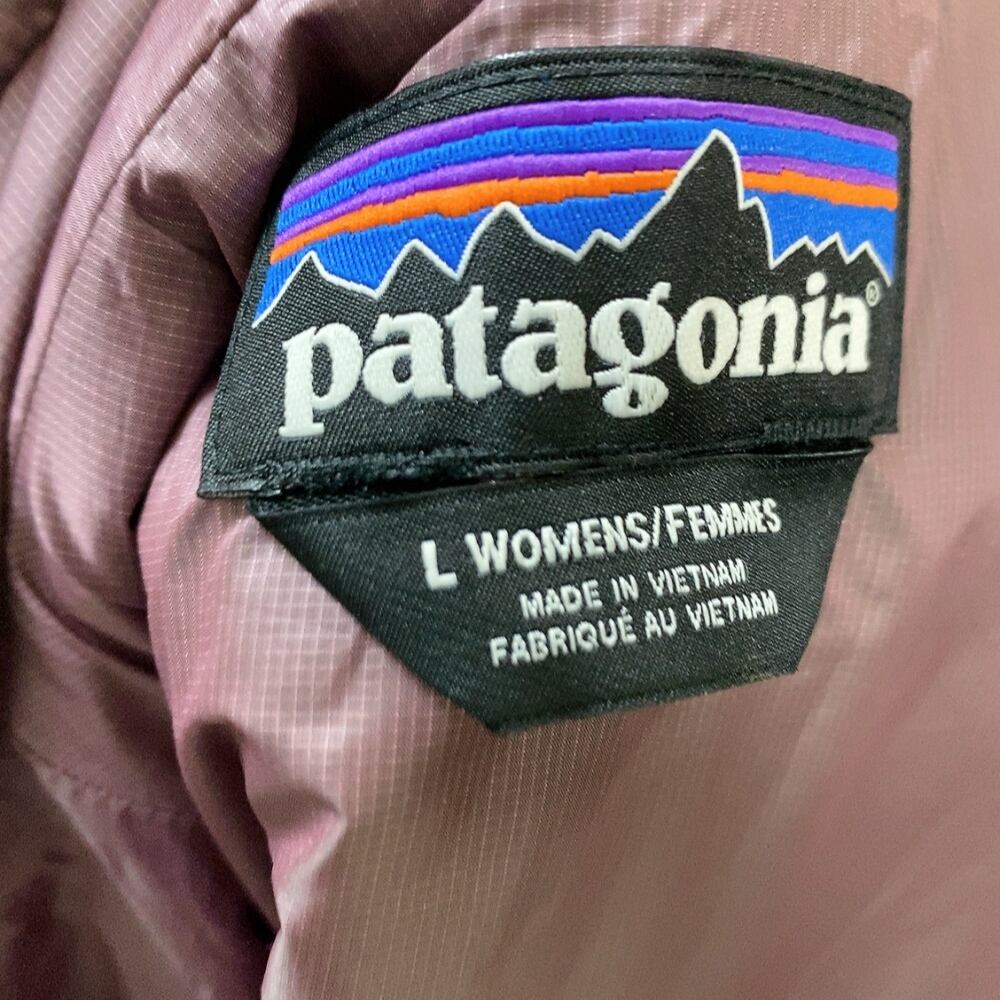 patagonia®
L WOMENS/FEMMES
MADE IN VIETNAM
FABRIQUÉ AU VIETNAM